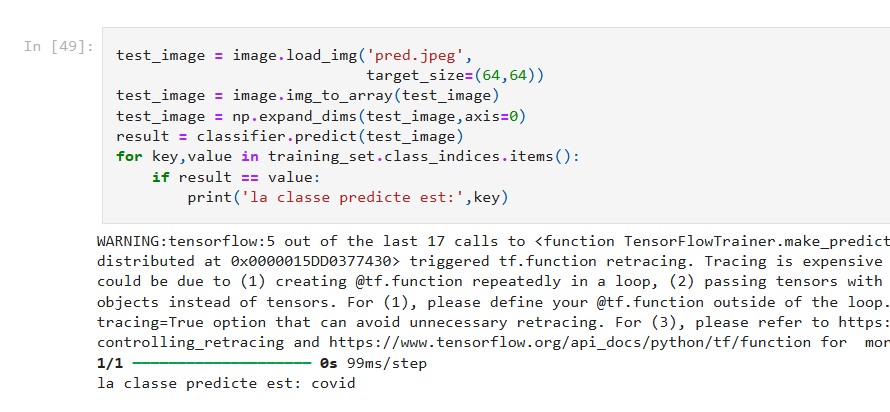 In [49]:
test_image = image.load_img('pred.jpeg',
target_size=(64,64))
test_image = image.img_to_array(test_image)
test_image = np.expand_dims(test_image,axis=0)
result = classifier.predict(test_image)
for key,value in training_set.class_indices.items():
if result == value:
print('la classe predicte est:',key)
WARNING:tensorflow:5 out of the last 17 calls to <function TensorFlowTrainer.make_predict
distributed at 0x0000015DD0377430> triggered tf.function retracing. Tracing is expensive
could be due to (1) creating @tf.function repeatedly in a loop, (2) passing tensors with
objects instead of tensors. For (1), please define your @tf.function outside of the loop.
tracing=True option that can avoid unnecessary retracing. For (3), please refer to https:
controlling_retracing and https://www.tensorflow.org/api_docs/python/tf/function for  mor
1/1 ━━━━━━━━━━━━━━━━━━━━ 0s 99ms/step
la classe predicte est: covid